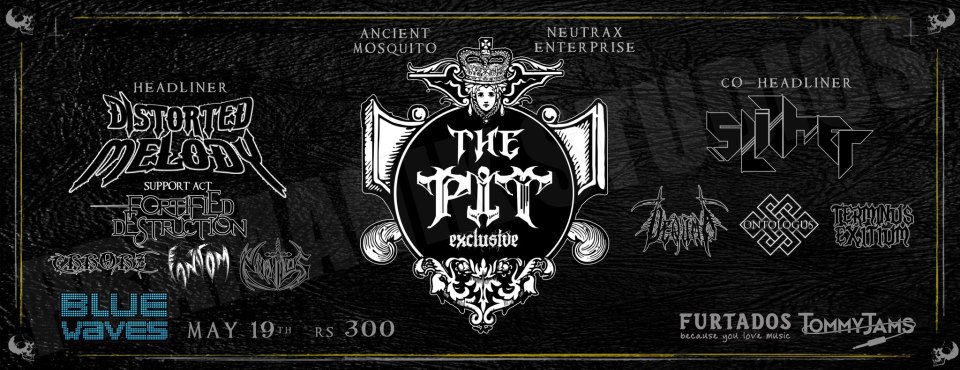 ANCIENT
MOSQUITO
NEUTRAX
ENTERPRISE
HEADLINER
DISTORTED
MELODY
SUPPORT ACT
FORTIFIED
DESTRUCTION
FANTOM
BLUE
WAVES
MAY 19TH RS 300
THE
PIT
exclusive
CO-HEADLINER
ONTOLOGUS
TERMINUS
EXITIUM
FURTADOS
because you love music
TOMMYJAMS